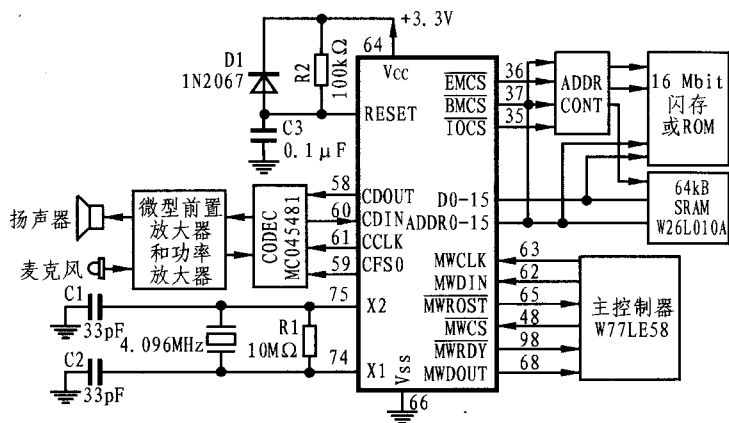 +3.3V
64
D1
1N2067
R2
100kΩ
C3
0.1μF
VCC
RESET
EMCS
BMCS
IOCS
36
37
35
ADDR
CONT
16 Mbit
闪存
或ROM
D0-15
ADDR0-15
64kB
SRAM
W26L010A
扬声器
麦克风
微型前置
放大器
和功率
放大器
CODEC
MC045481
58
60
61
59
CDOUT
CDIN
CCLK
CFS0
MWCLK
MWDIN
MWROST
MWCS
MWRDY
MWDOUT
63
62
65
48
98
68
主控制器
W77LE58
C1
33pF
C2
33pF
4.096MHz
R1
10MΩ
75
74
X2
X1
VSS
66